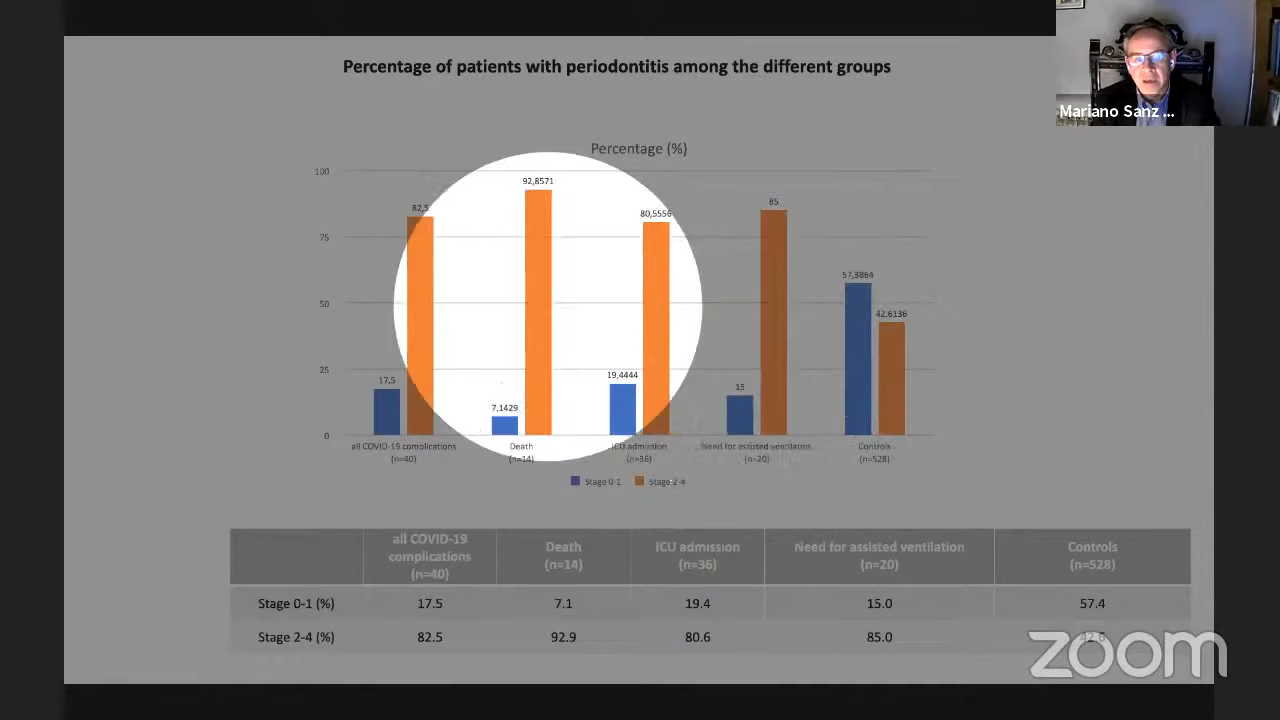 Percentage of patients with periodontitis among the different groups
Mariano Sanz ...
Percentage (%)
100
75
50
25
0
82,5
17,5
92,8571
7,1429
80,5556
19,4444
85
15
57,3864
42,6136
all COVID-19 complications
(n=40)
Death
(n=14)
ICU admission
(n=36)
Need for assisted ventilation
(n=20)
Controls
(n=528)
Stage 0-1 Stage 2-4
all COVID-19
complications
(n=40)
Death
(n=14)
ICU admission
(n=36)
Need for assisted ventilation
(n=20)
Controls
(n=528)
Stage 0-1 (%) 17.5 7.1 19.4 15.0 57.4
Stage 2-4 (%) 82.5 92.9 80.6 85.0
zoom